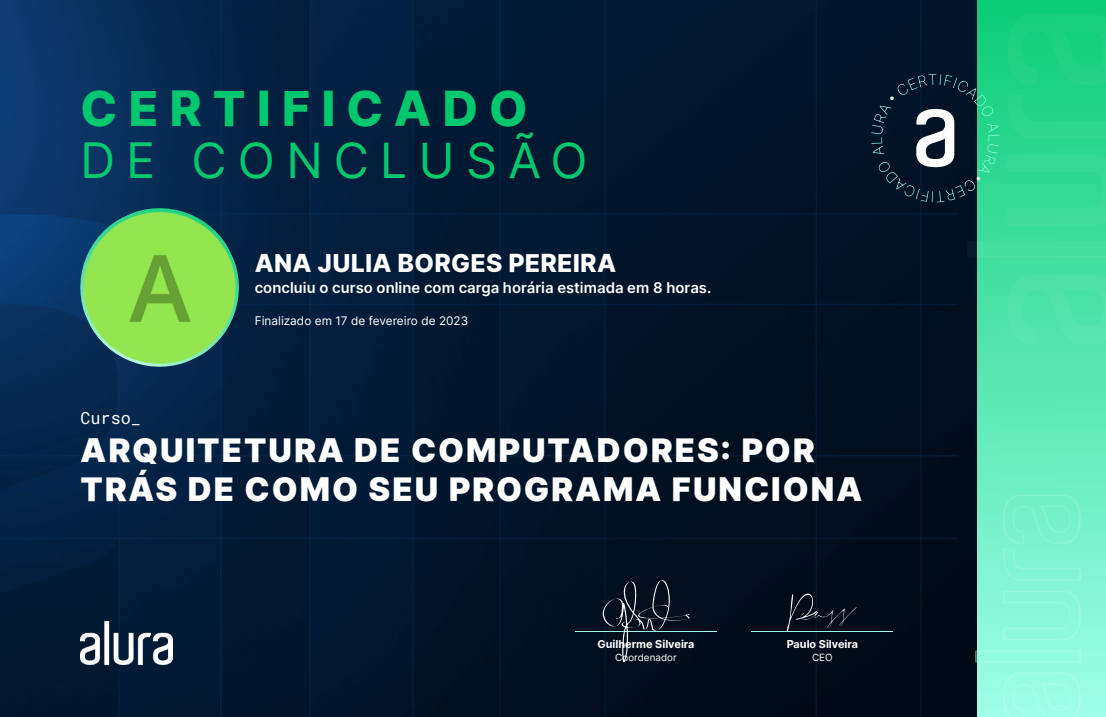 CERTIFICADO
DE CONCLUSÃO
CERTIFICADO ALURA • CERTIFICADO ALURA •
a
A
ANA JULIA BORGES PEREIRA
concluiu o curso online com carga horária estimada em 8 horas.
Finalizado em 17 de fevereiro de 2023
Curso_
ARQUITETURA DE COMPUTADORES: POR
TRÁS DE COMO SEU PROGRAMA FUNCIONA
alura
Guilherme Silveira
Coordenador
Paulo Silveira
CEO
alura
alura